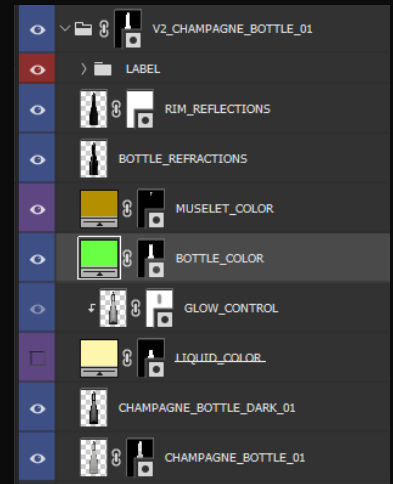 V2_CHAMPAGNE_BOTTLE_01
LABEL
RIM_REFLECTIONS
BOTTLE_REFRACTIONS
MUSELET_COLOR
BOTTLE_COLOR
GLOW_CONTROL
LIQUID_COLOR
CHAMPAGNE_BOTTLE_DARK_01
CHAMPAGNE_BOTTLE_01